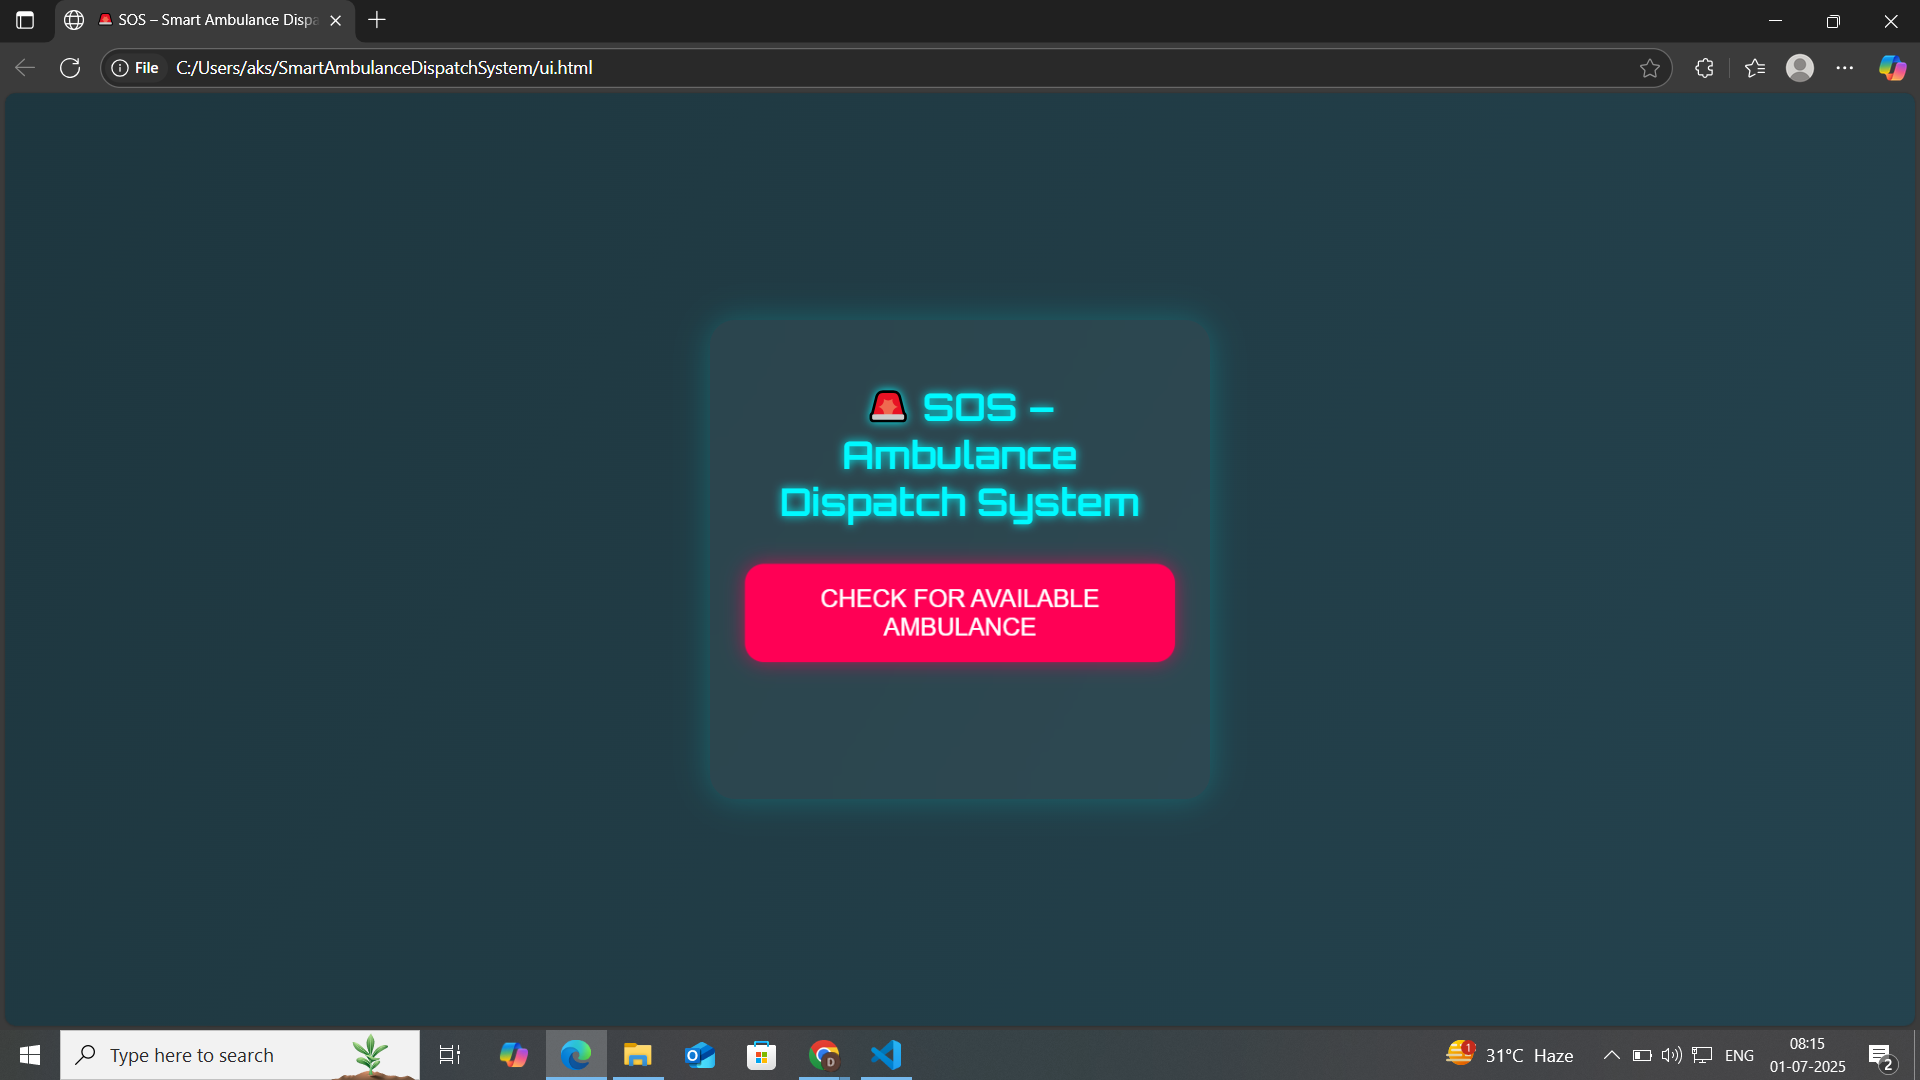 🚨 SOS – Smart Ambulance Dispa
File C:/Users/aks/SmartAmbulanceDispatchSystem/ui.html
🚨 SOS –
Ambulance
Dispatch System
CHECK FOR AVAILABLE
AMBULANCE
Type here to search
1
31°C Haze
ENG
08:15
01-07-2025
2
D